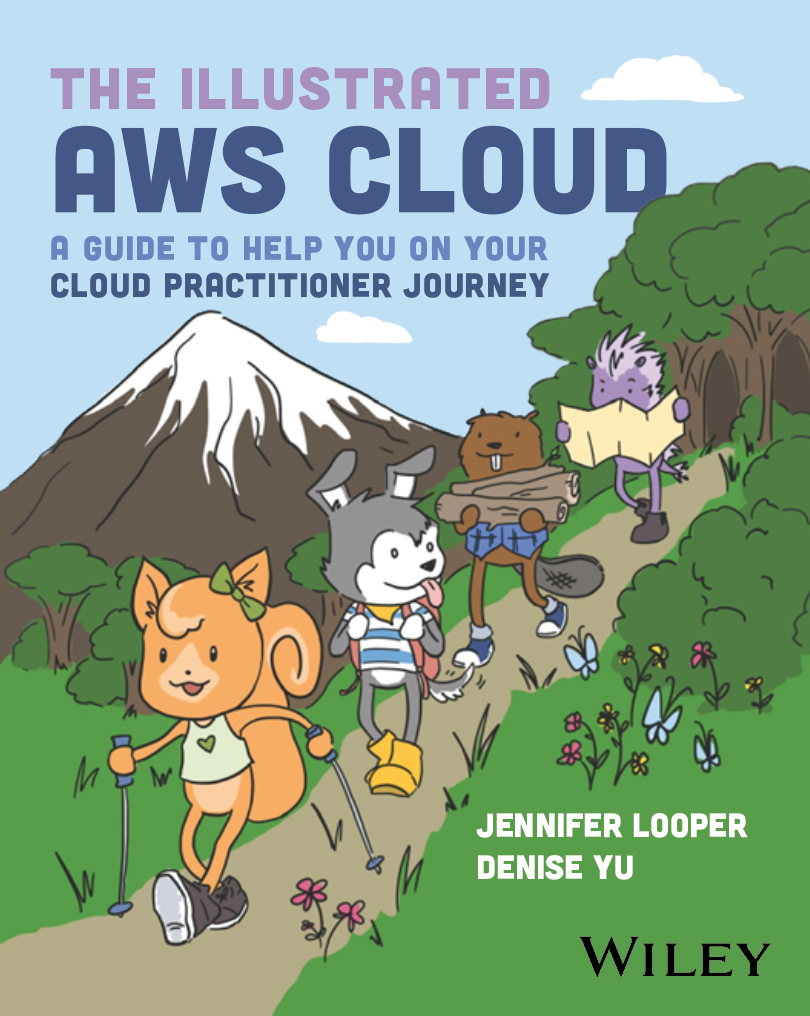 THE ILLUSTRATED
AWS CLOUD
A GUIDE TO HELP YOU ON YOUR
CLOUD PRACTITIONER JOURNEY
JENNIFER LOOPER
DENISE YU
WILEY